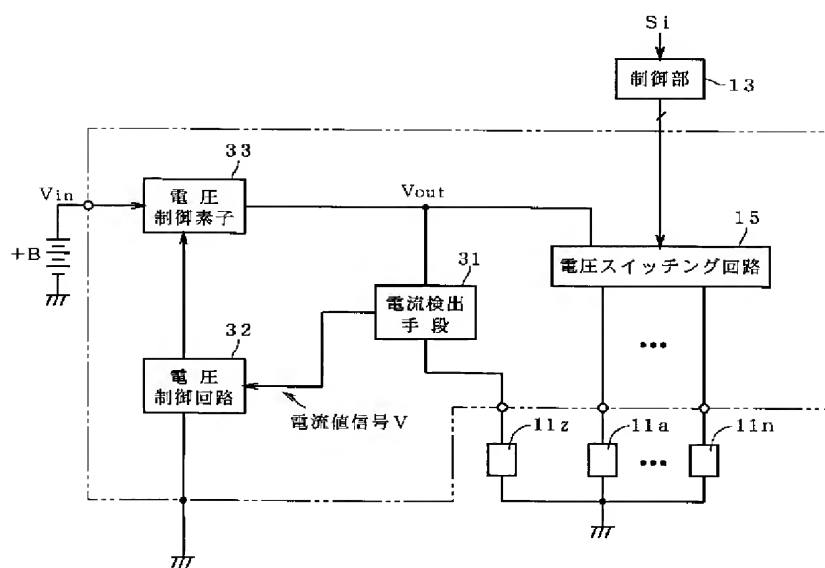 Si
制御部
13
33
Vin
電圧
制御素子
Vout
15
+B
電圧スイッチング回路
31
電流検出
手段
32
電圧
制御回路
電流値信号V
11z
11a
11n